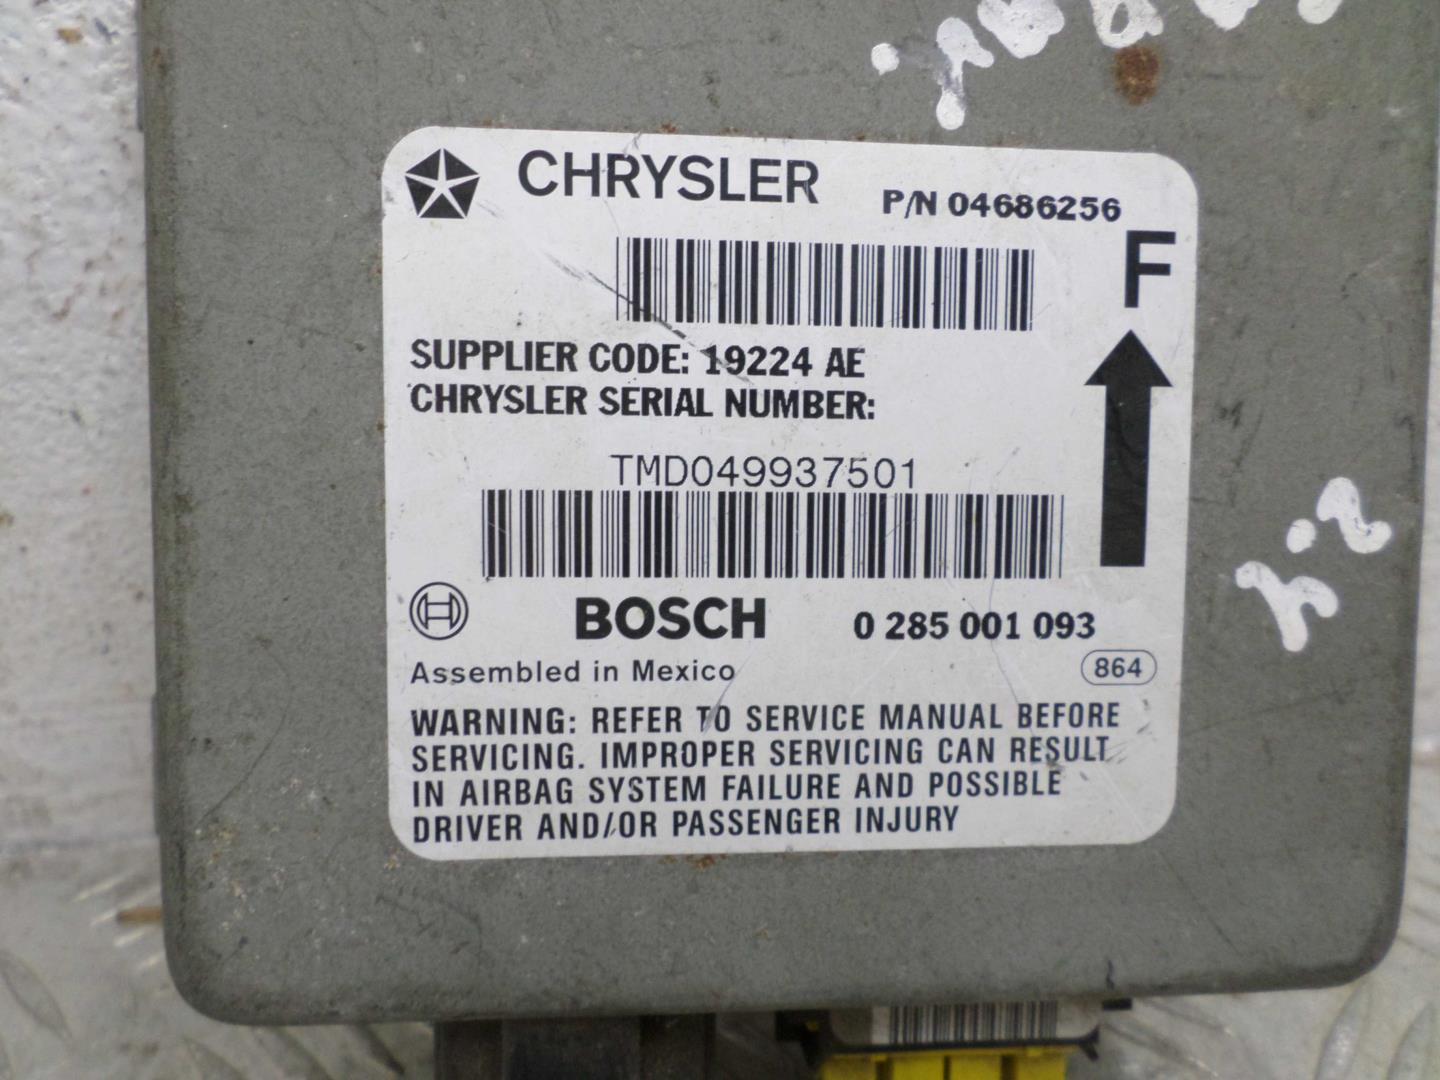 CHRYSLER P/N 04686256
F
SUPPLIER CODE: 19224 AE
CHRYSLER SERIAL NUMBER:
TMD049937501
BOSCH 0 285 001 093
Assembled in Mexico 864
WARNING: REFER TO SERVICE MANUAL BEFORE
SERVICING. IMPROPER SERVICING CAN RESULT
IN AIRBAG SYSTEM FAILURE AND POSSIBLE
DRIVER AND/OR PASSENGER INJURY